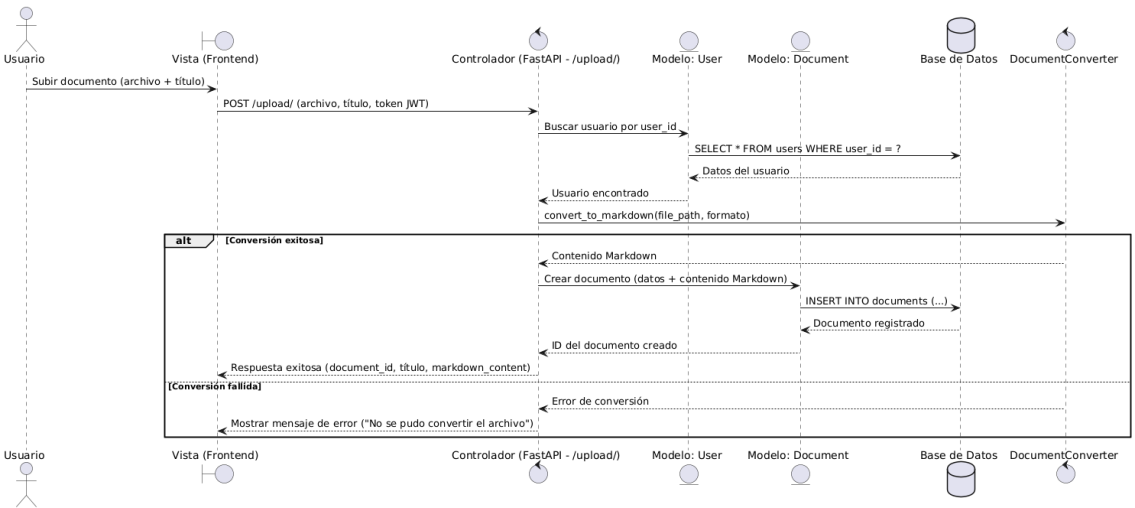 Usuario
Vista (Frontend)
Controlador (FastAPI - /upload/)
Modelo: User
Modelo: Document
Base de Datos
DocumentConverter
Subir documento (archivo + título)
POST /upload/ (archivo, título, token JWT)
Buscar usuario por user_id
SELECT * FROM users WHERE user_id = ?
Datos del usuario
Usuario encontrado
convert_to_markdown(file_path, formato)
alt
[Conversión exitosa]
Contenido Markdown
Crear documento (datos + contenido Markdown)
INSERT INTO documents (...)
Documento registrado
ID del documento creado
Respuesta exitosa (document_id, título, markdown_content)
[Conversión fallida]
Error de conversión
Mostrar mensaje de error ("No se pudo convertir el archivo")
Usuario
Vista (Frontend)
Controlador (FastAPI - /upload/)
Modelo: User
Modelo: Document
Base de Datos
DocumentConverter